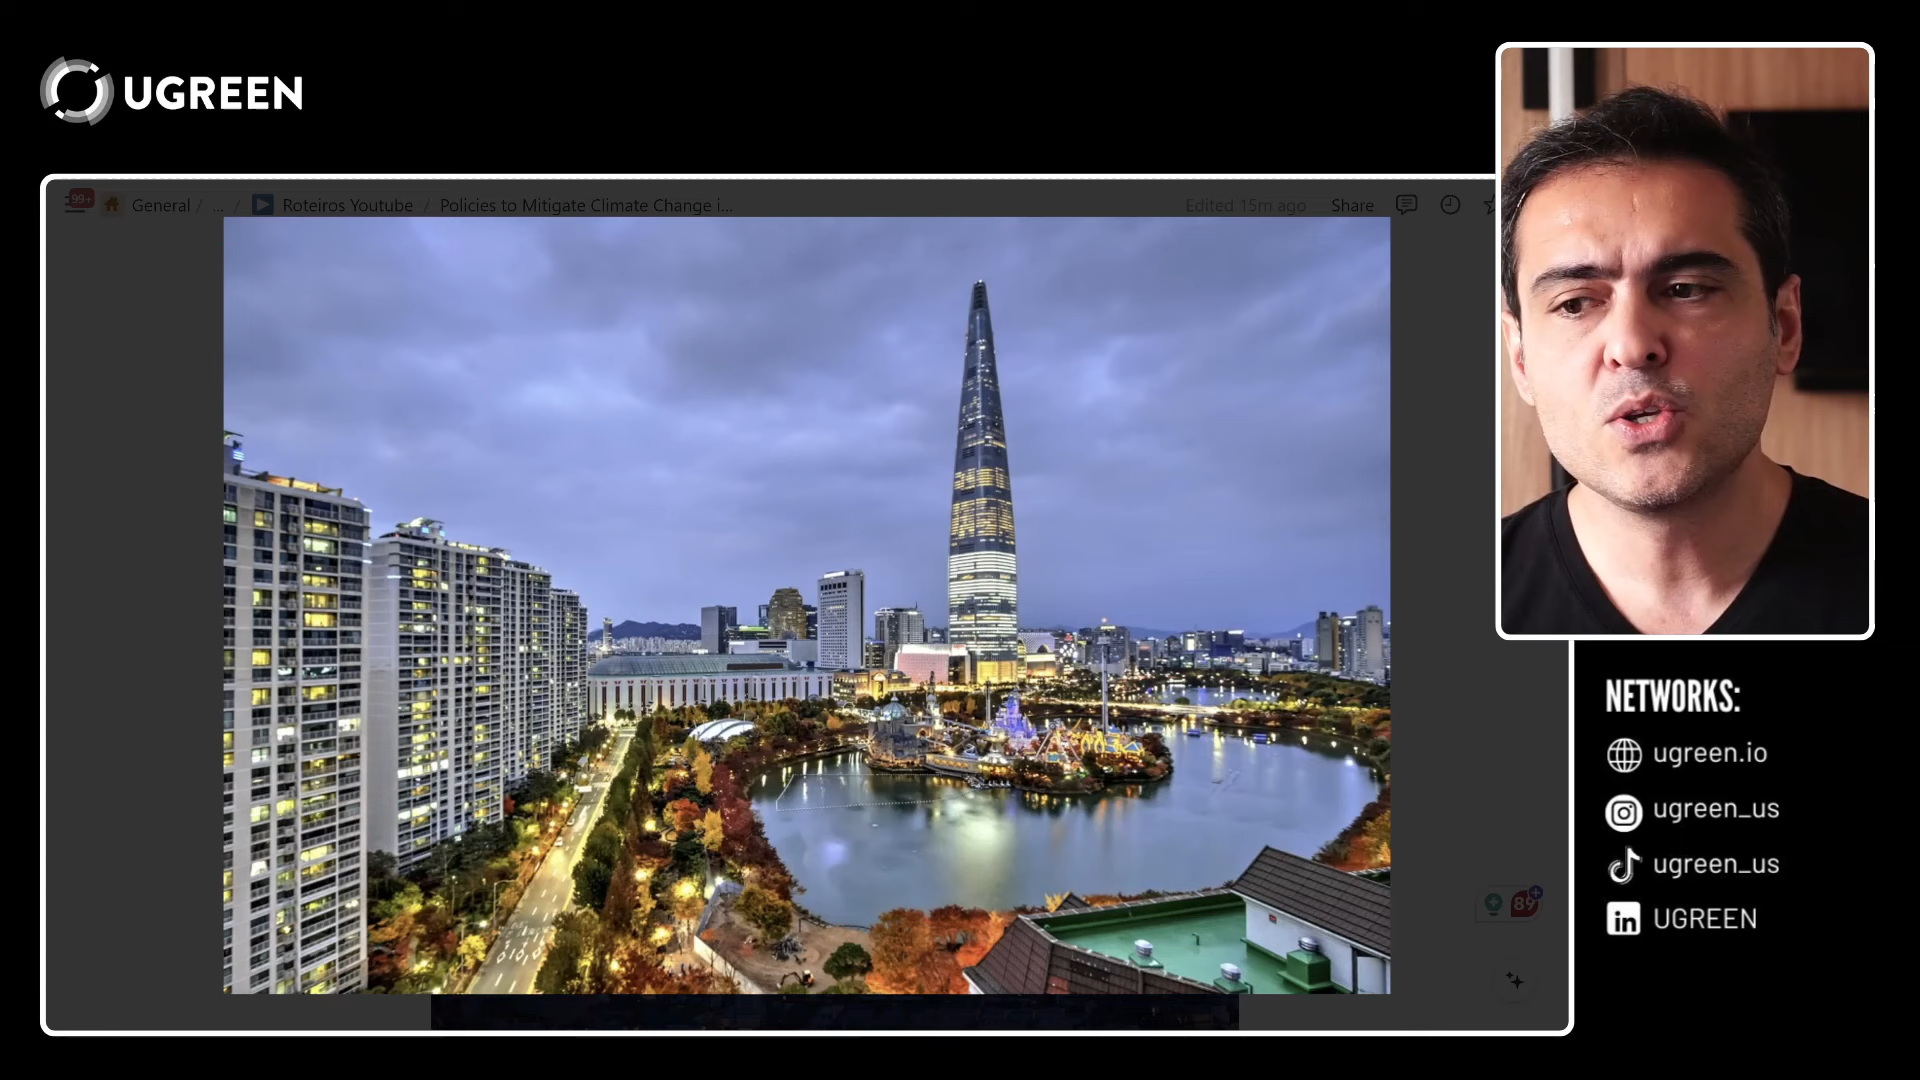 UGREEN
99+
General / ... / Roteiros Youtube / Policies to Mitigate Climate Change i...
Edited 15m ago Share
89
NETWORKS:
ugreen.io
ugreen_us
ugreen_us
in UGREEN